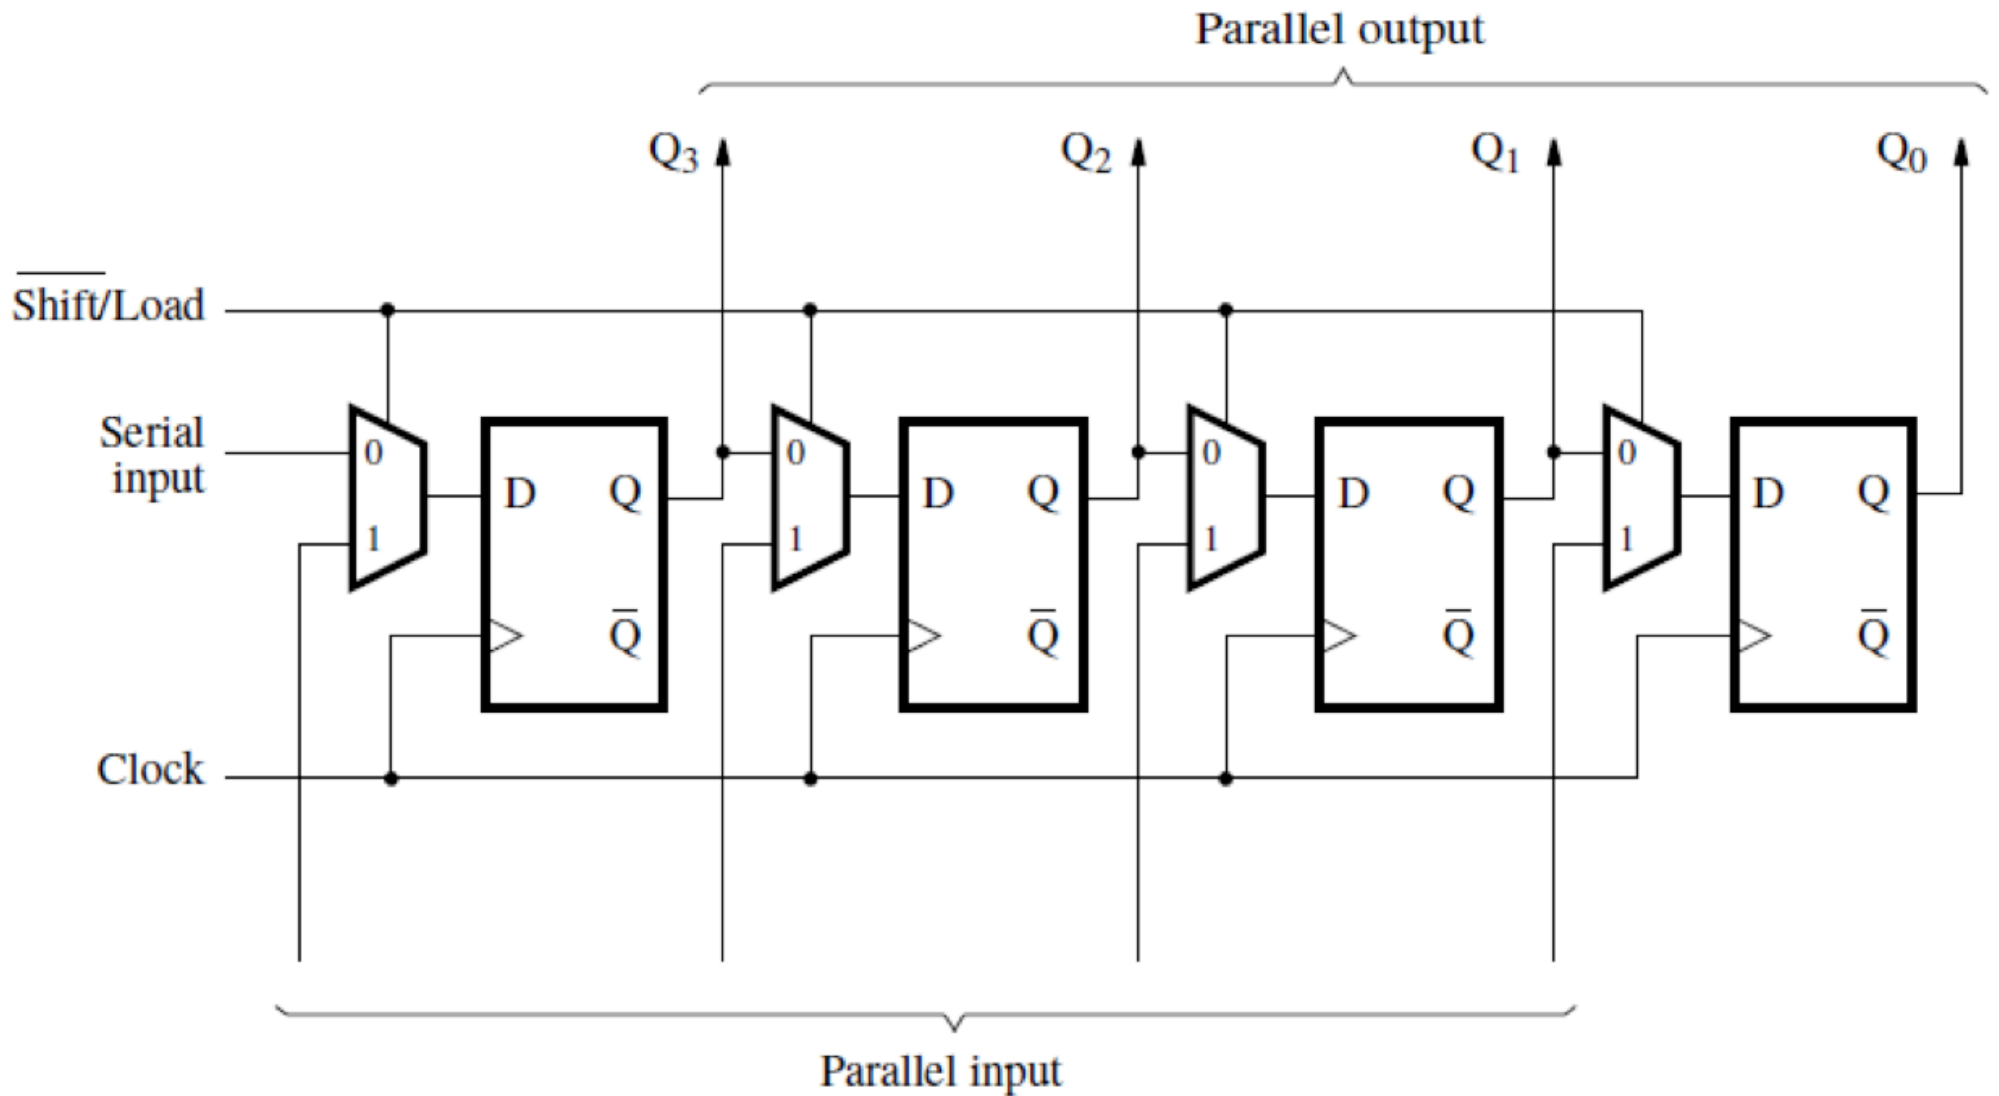 Parallel output
Q3 Q2 Q1 Q0
S̅h̅i̅f̅t̅/Load
Serial
input
0 0 0 0
D Q D Q D Q D Q
1 1 1 1
Q̅ Q̅ Q̅ Q̅
Clock
Parallel input